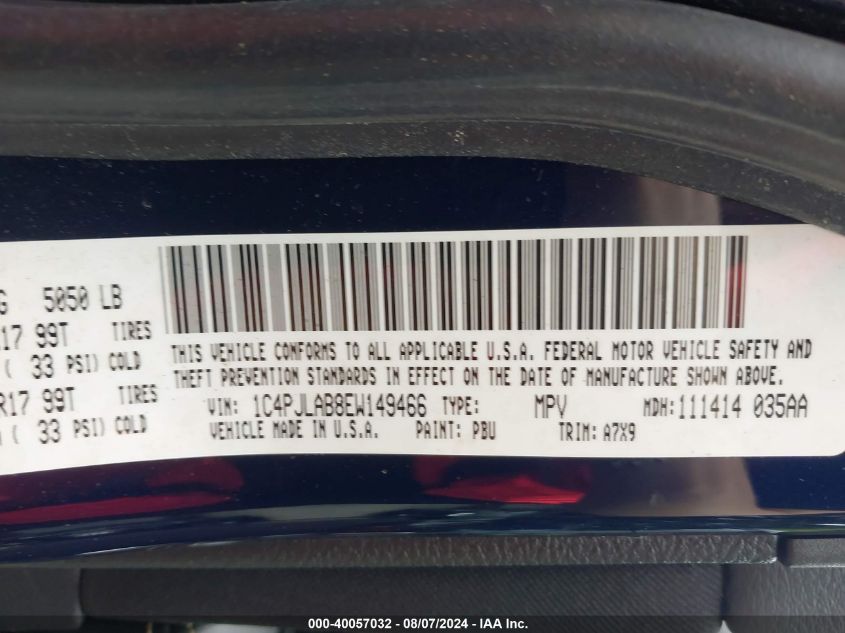 G 5050 LB
R17 99T TIRES
( 33 PSI) COLD
R17 99T TIRES
( 33 PSI) COLD
THIS VEHICLE CONFORMS TO ALL APPLICABLE U.S.A. FEDERAL MOTOR VEHICLE SAFETY AND
THEFT PREVENTION STANDARDS IN EFFECT ON THE DATE OF MANUFACTURE SHOWN ABOVE.
VIN: 1C4PJLAB8EW149466 TYPE: MPV MDH:111414 035AA
VEHICLE MADE IN U.S.A. PAINT: PBU TRIM: A7X9
000-40057032 - 08/07/2024 - IAA Inc.